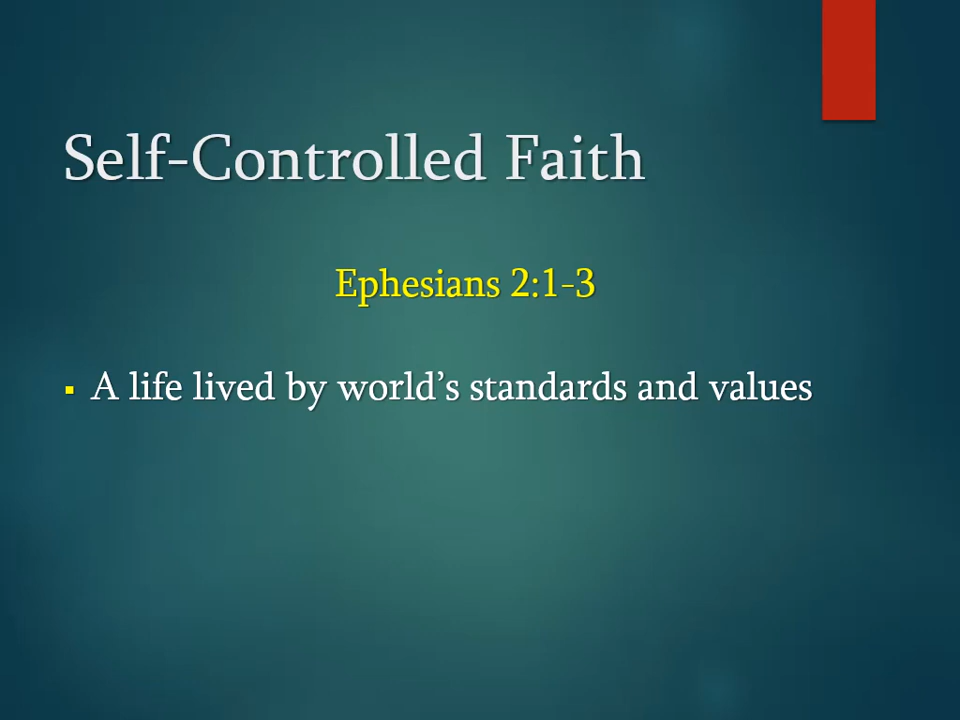 Self-Controlled Faith
Ephesians 2:1-3
▪ A life lived by world’s standards and values